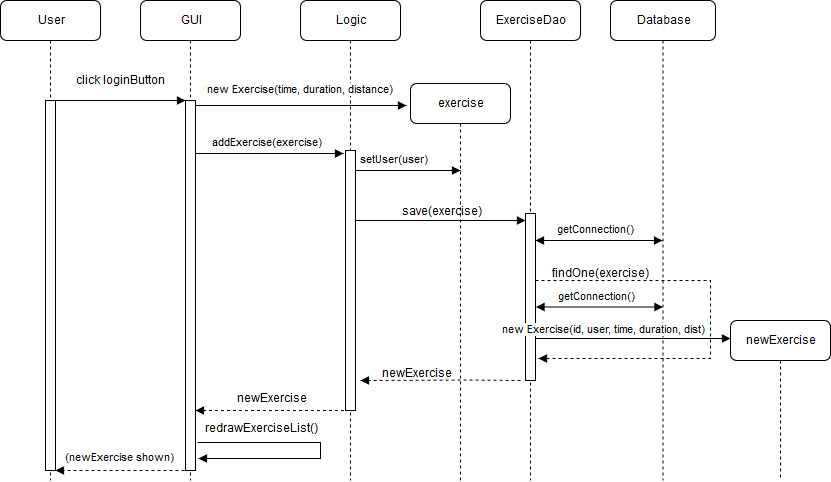 User
GUI
Logic
ExerciseDao
Database
click loginButton
new Exercise(time, duration, distance)
exercise
addExercise(exercise)
setUser(user)
save(exercise)
getConnection()
findOne(exercise)
getConnection()
new Exercise(id, user, time, duration, dist)
newExercise
newExercise
newExercise
redrawExerciseList()
(newExercise shown)